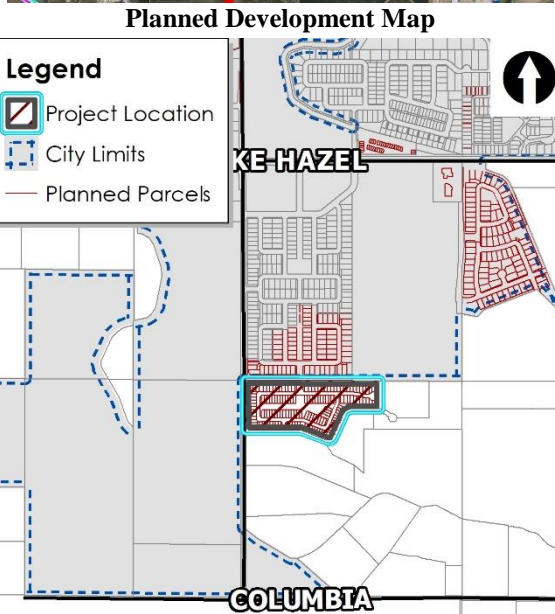 Planned Development Map
Legend
Project Location
City Limits
Planned Parcels
KE HAZEL
COLUMBIA